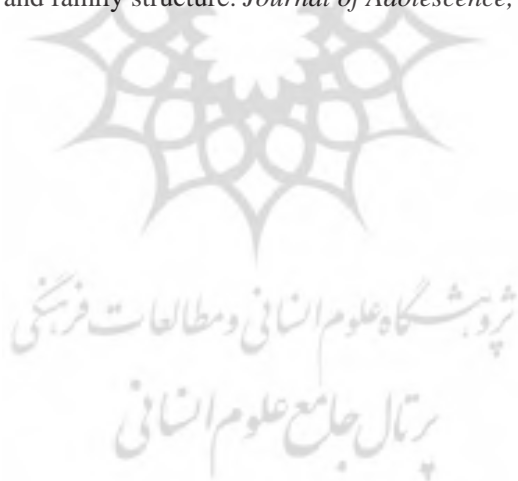 and family structure. Journal of Adolescence,
پژوهشگاه علوم انسانی و مطالعات فرهنگی
پرتال جامع علوم انسانی